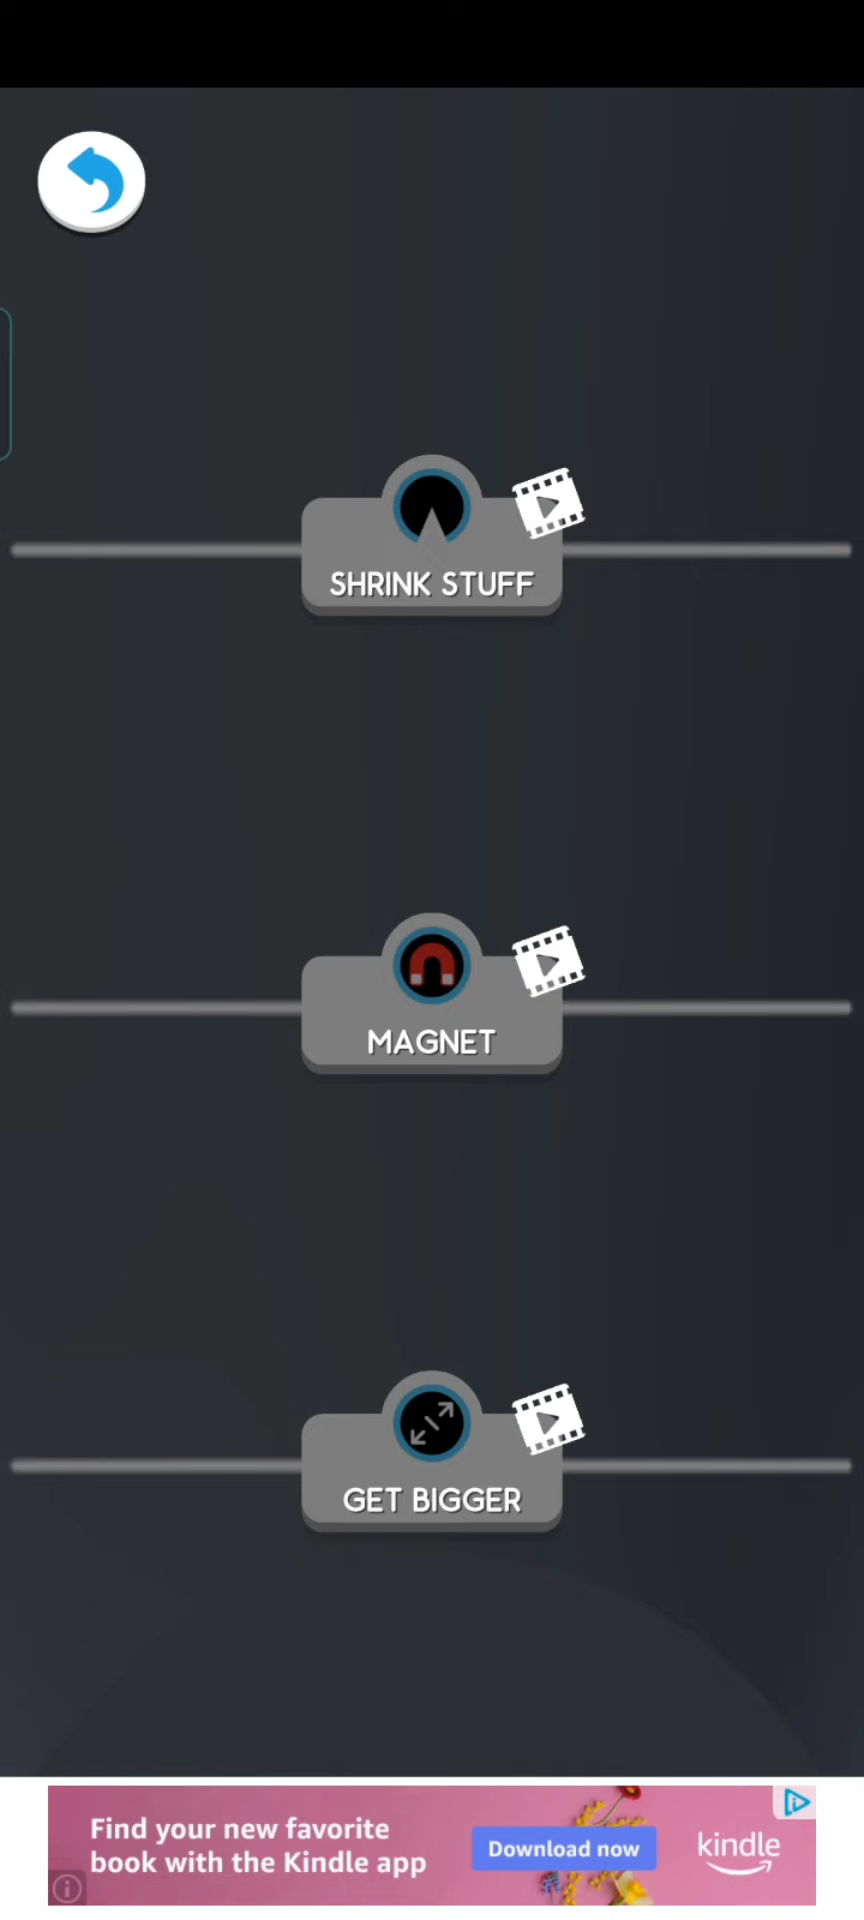 SHRINK STUFF
MAGNET
GET BIGGER
Find your new favorite
book with the Kindle app
Download now
kindle